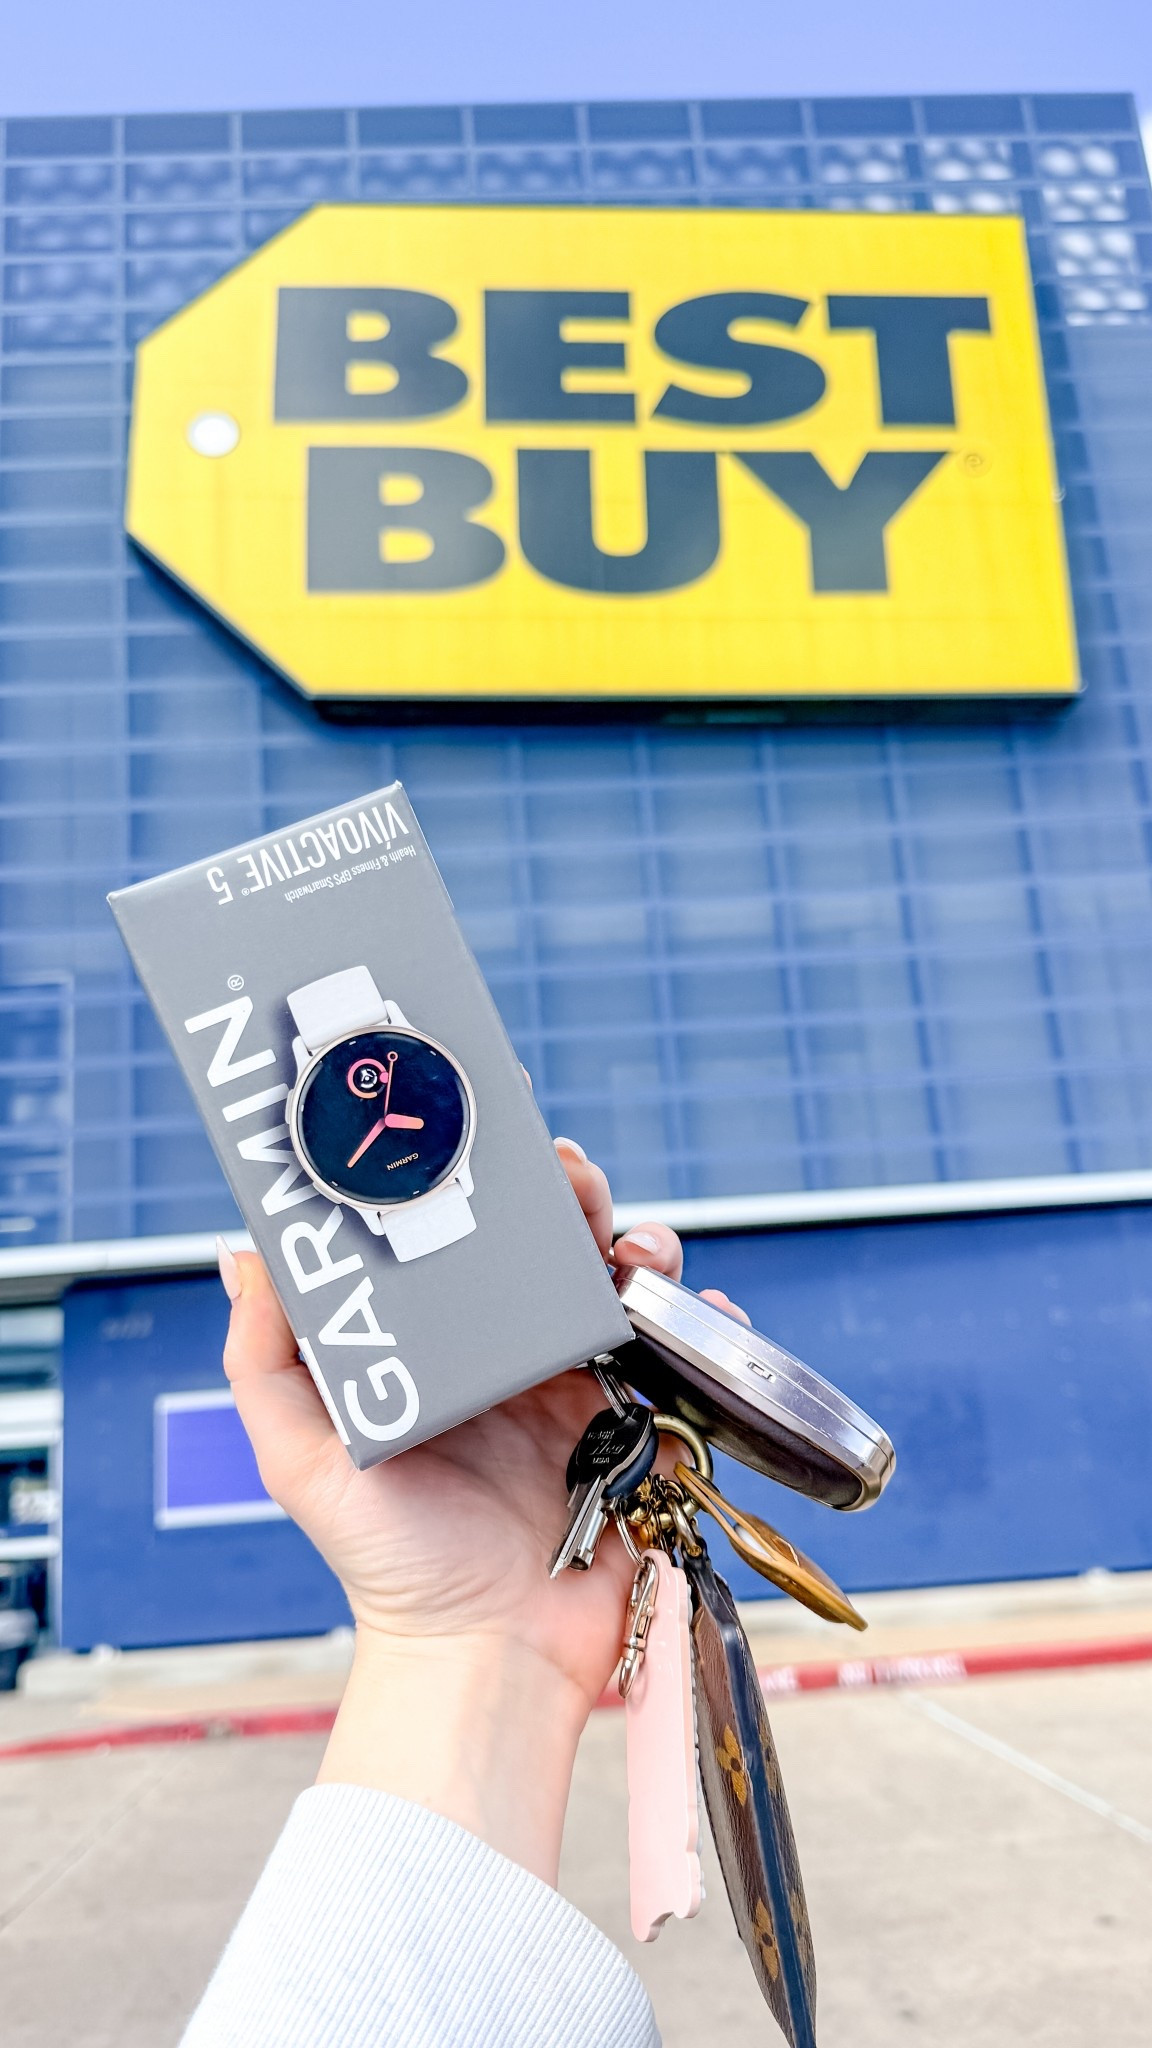 BEST
BUY
VÍVOACTIVE® 5
Health & Fitness GPS Smartwatch
GARMIN®
GARMIN